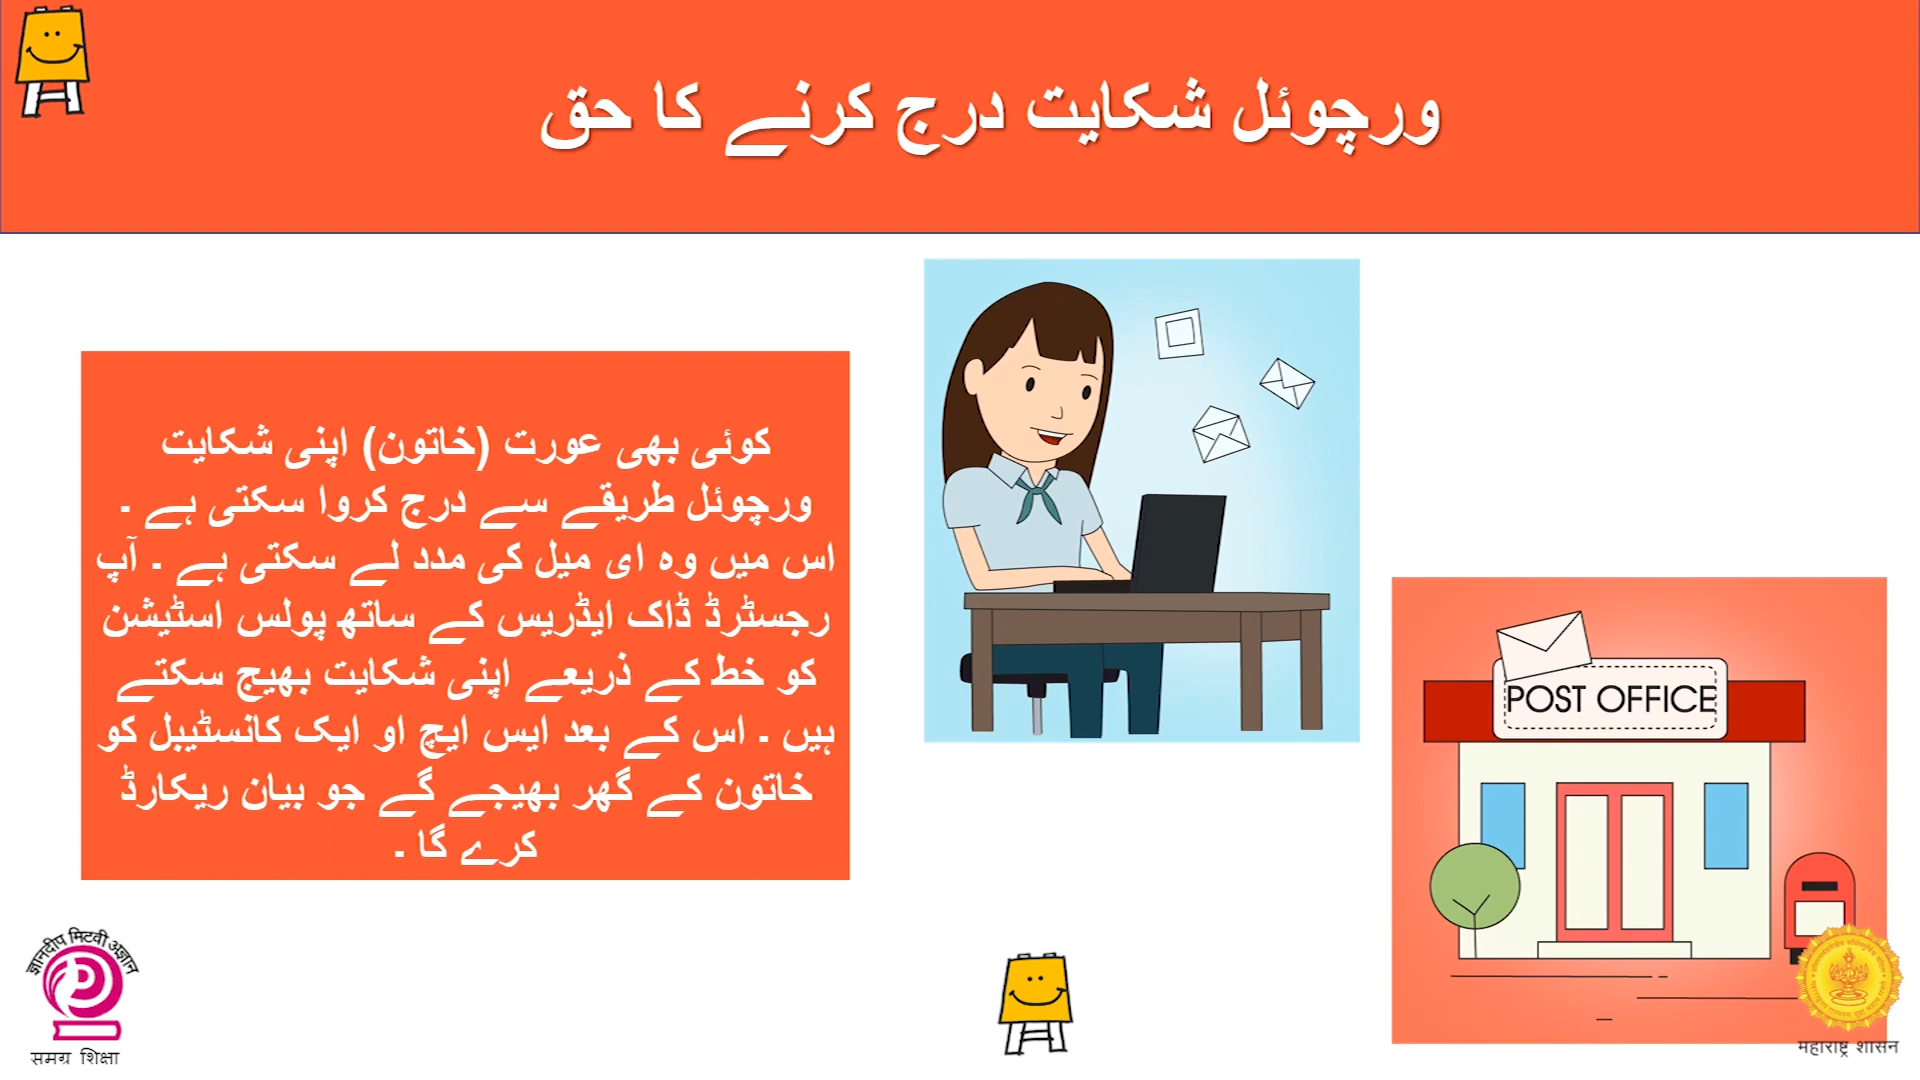 ورچوئل شکایت درج کرنے کا حق
کوئی بھی عورت (خاتون) اپنی شکایت
ورچوئل طریقے سے درج کروا سکتی ہے ۔
اس میں وہ ای میل کی مدد لے سکتی ہے ۔ آپ
رجسٹرڈ ڈاک ایڈریس کے ساتھ پولس اسٹیشن
کو خط کے ذریعے اپنی شکایت بھیج سکتے
ہیں ۔ اس کے بعد ایس ایچ او ایک کانسٹیبل کو
خاتون کے گھر بھیجے گے جو بیان ریکارڈ
کرے گا ۔
POST OFFICE
ज्ञानदीप मिटवी अज्ञान
समग्र शिक्षा
महाराष्ट्र शासन